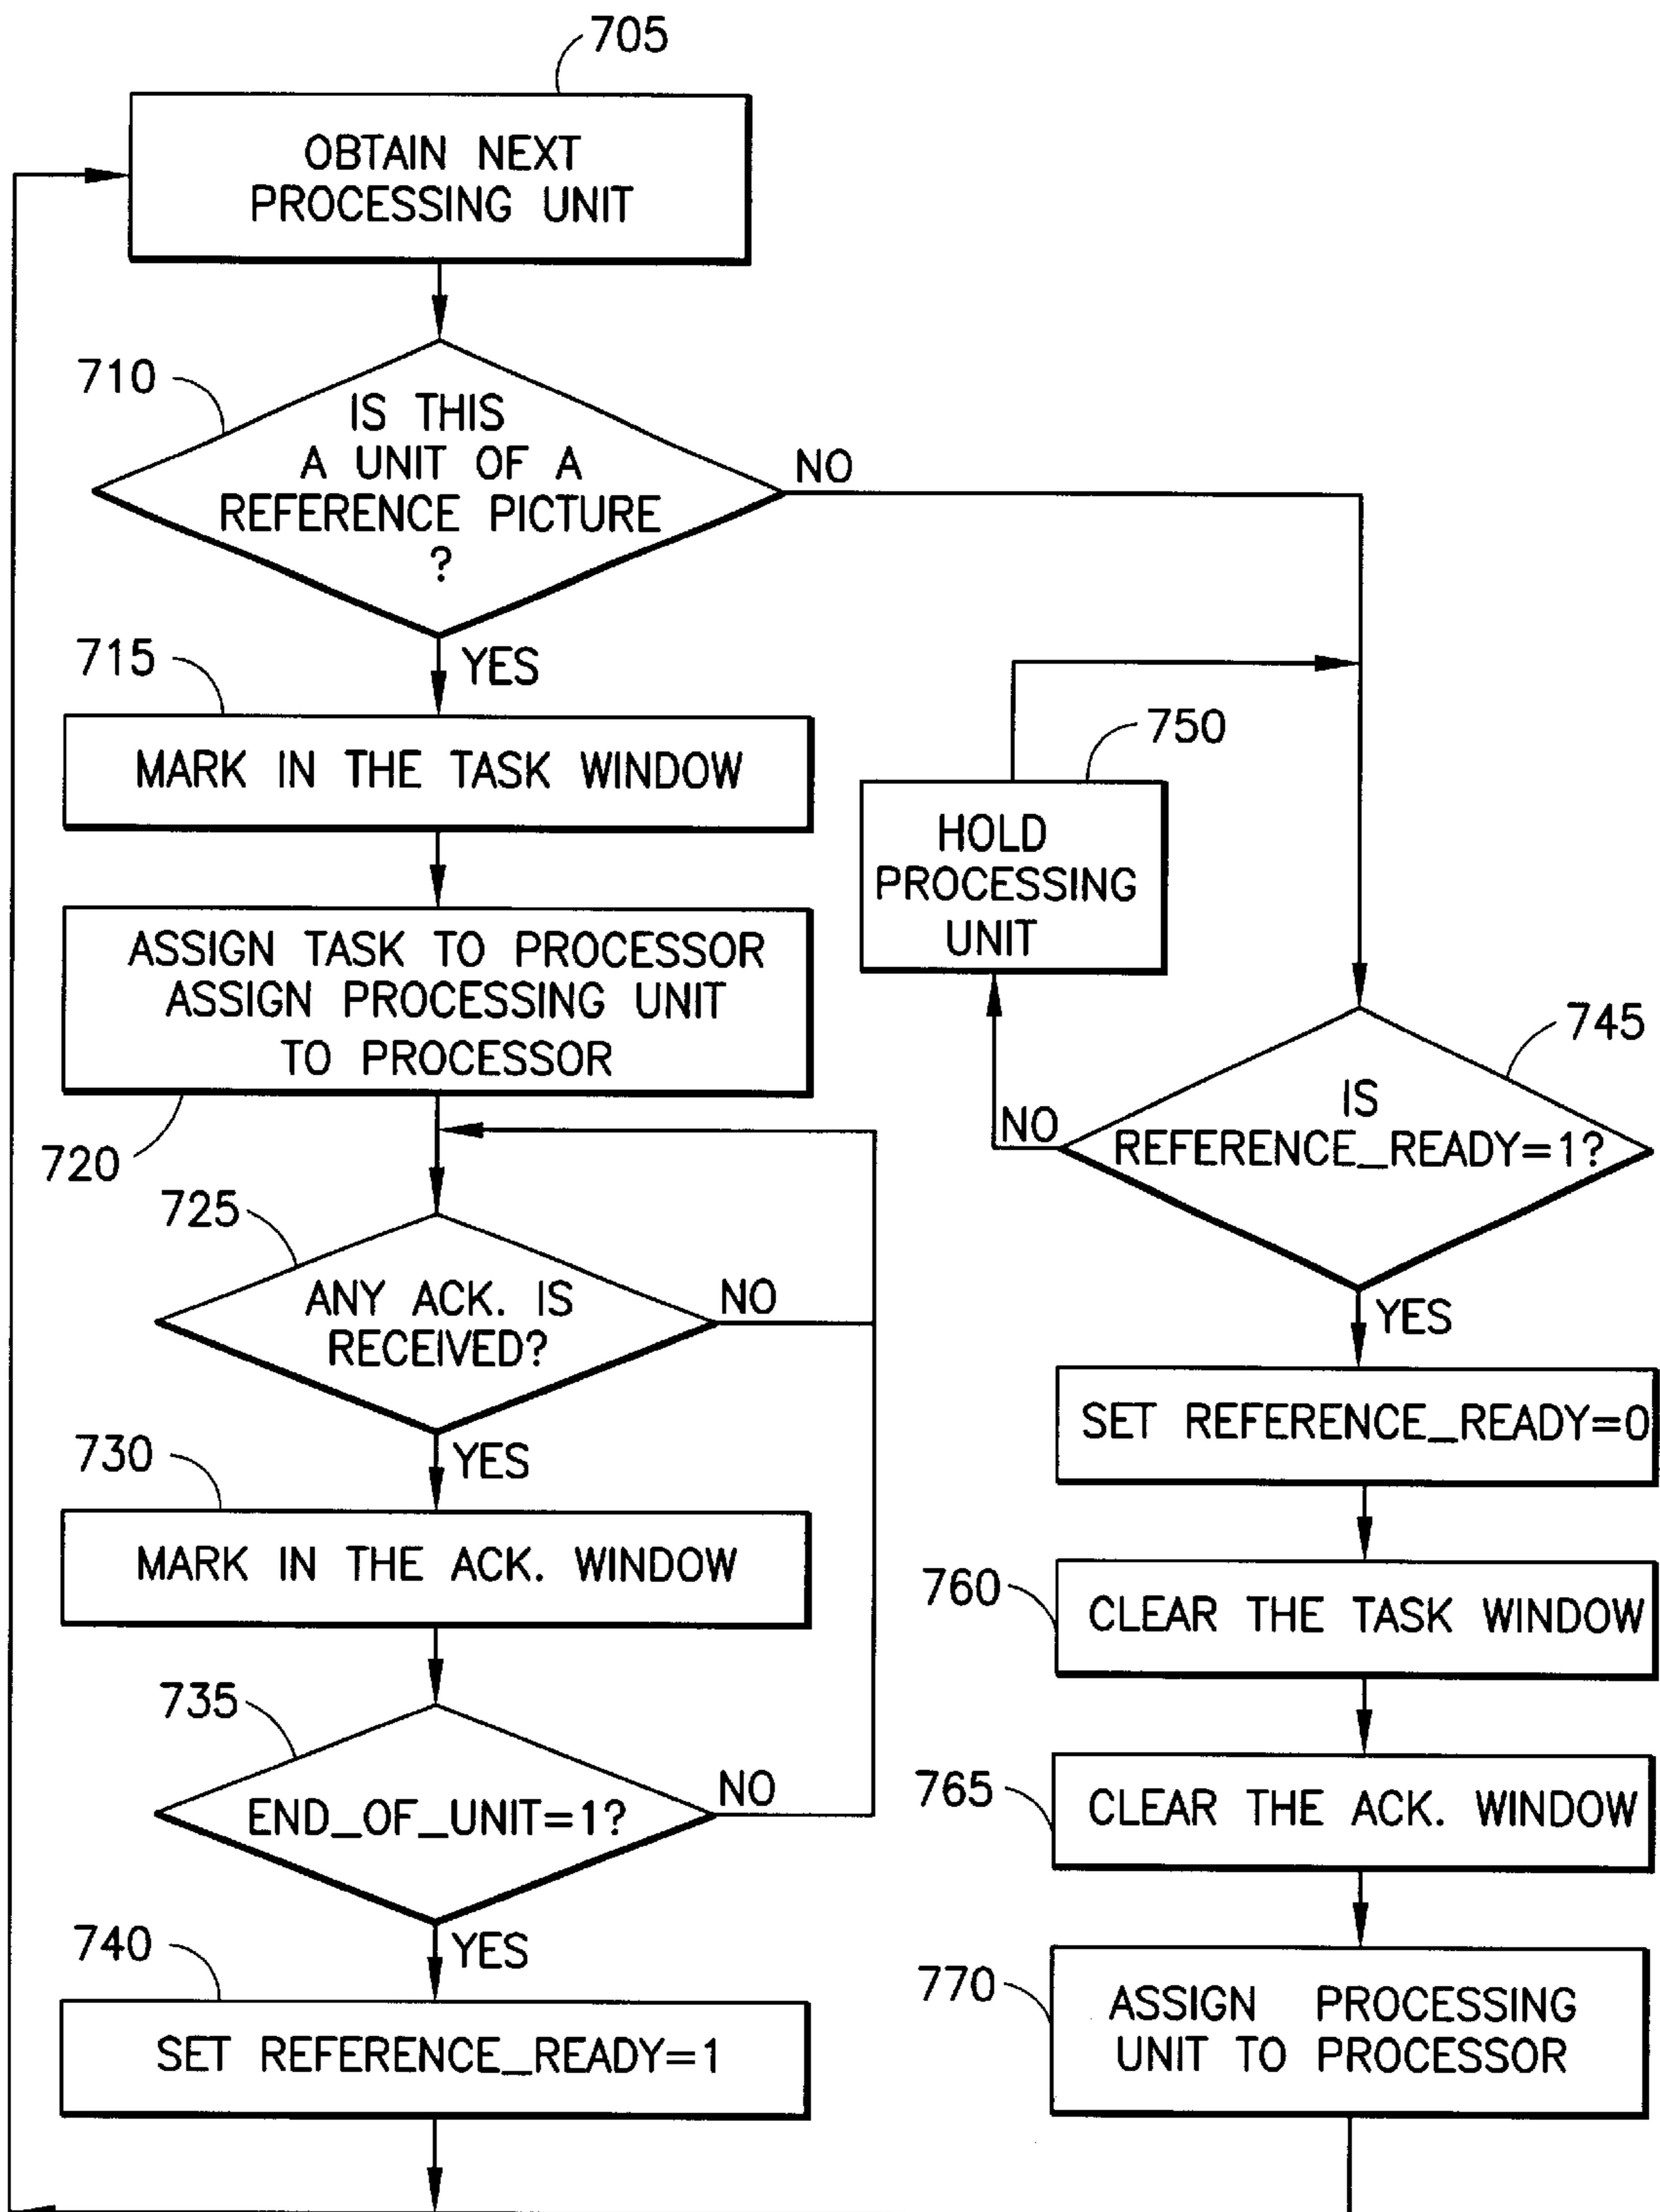 705
OBTAIN NEXT
PROCESSING UNIT
710
IS THIS
A UNIT OF A
REFERENCE PICTURE
?
NO
YES
715
MARK IN THE TASK WINDOW
ASSIGN TASK TO PROCESSOR
ASSIGN PROCESSING UNIT
TO PROCESSOR
720
725
ANY ACK. IS
RECEIVED?
NO
YES
730
MARK IN THE ACK. WINDOW
735
END_OF_UNIT=1?
NO
YES
740
SET REFERENCE_READY=1
750
HOLD
PROCESSING
UNIT
745
IS
REFERENCE_READY=1?
NO
YES
SET REFERENCE_READY=0
760
CLEAR THE TASK WINDOW
765
CLEAR THE ACK. WINDOW
770
ASSIGN PROCESSING
UNIT TO PROCESSOR